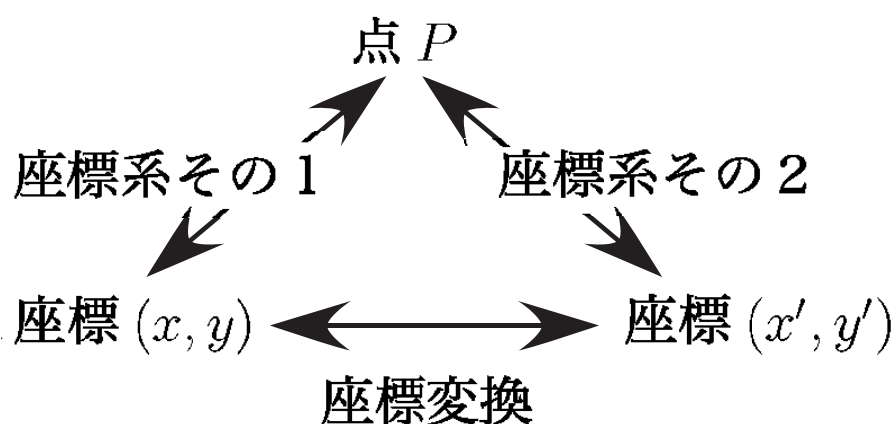 点 P
座標系その 1
座標系その 2
座標 (x, y)
座標 (x′, y′)
座標変換